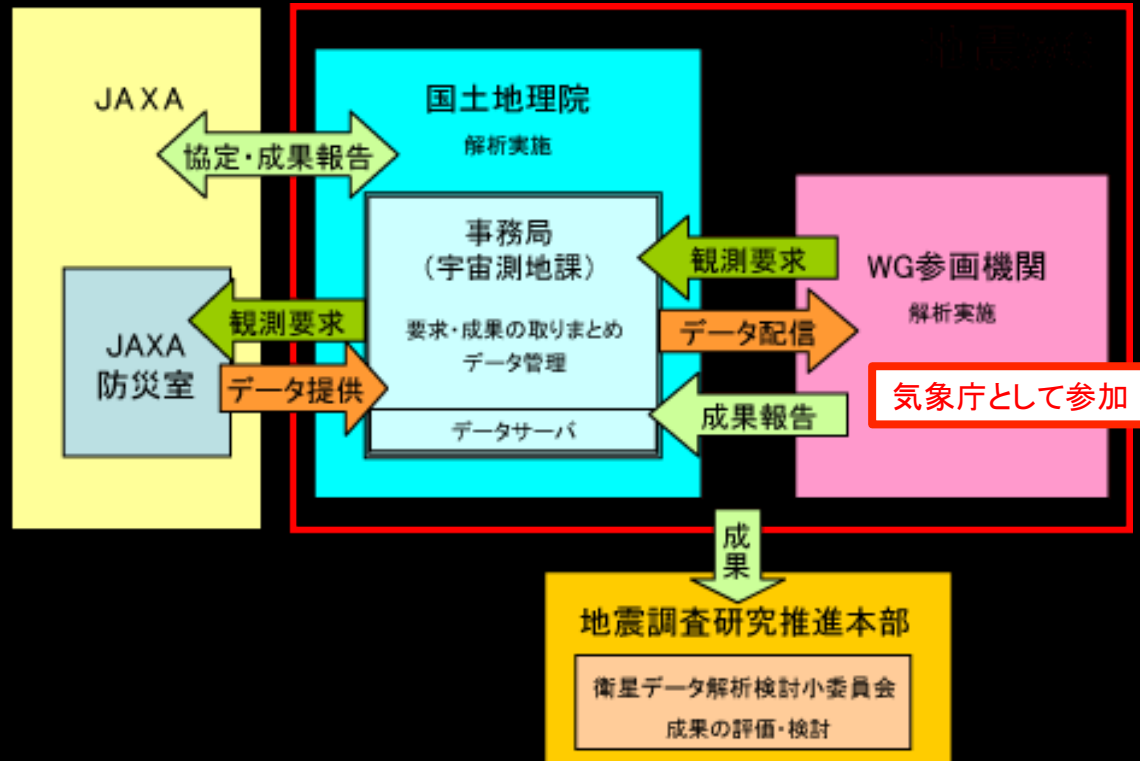 JAXA
協定・成果報告
国土地理院
解析実施
事務局
(宇宙測地課)
要求・成果の取りまとめ
データ管理
データサーバ
JAXA
防災室
観測要求
データ提供
観測要求
データ配信
成果報告
WG参画機関
解析実施
気象庁として参加
成果
地震調査研究推進本部
衛星データ解析検討小委員会
成果の評価・検討